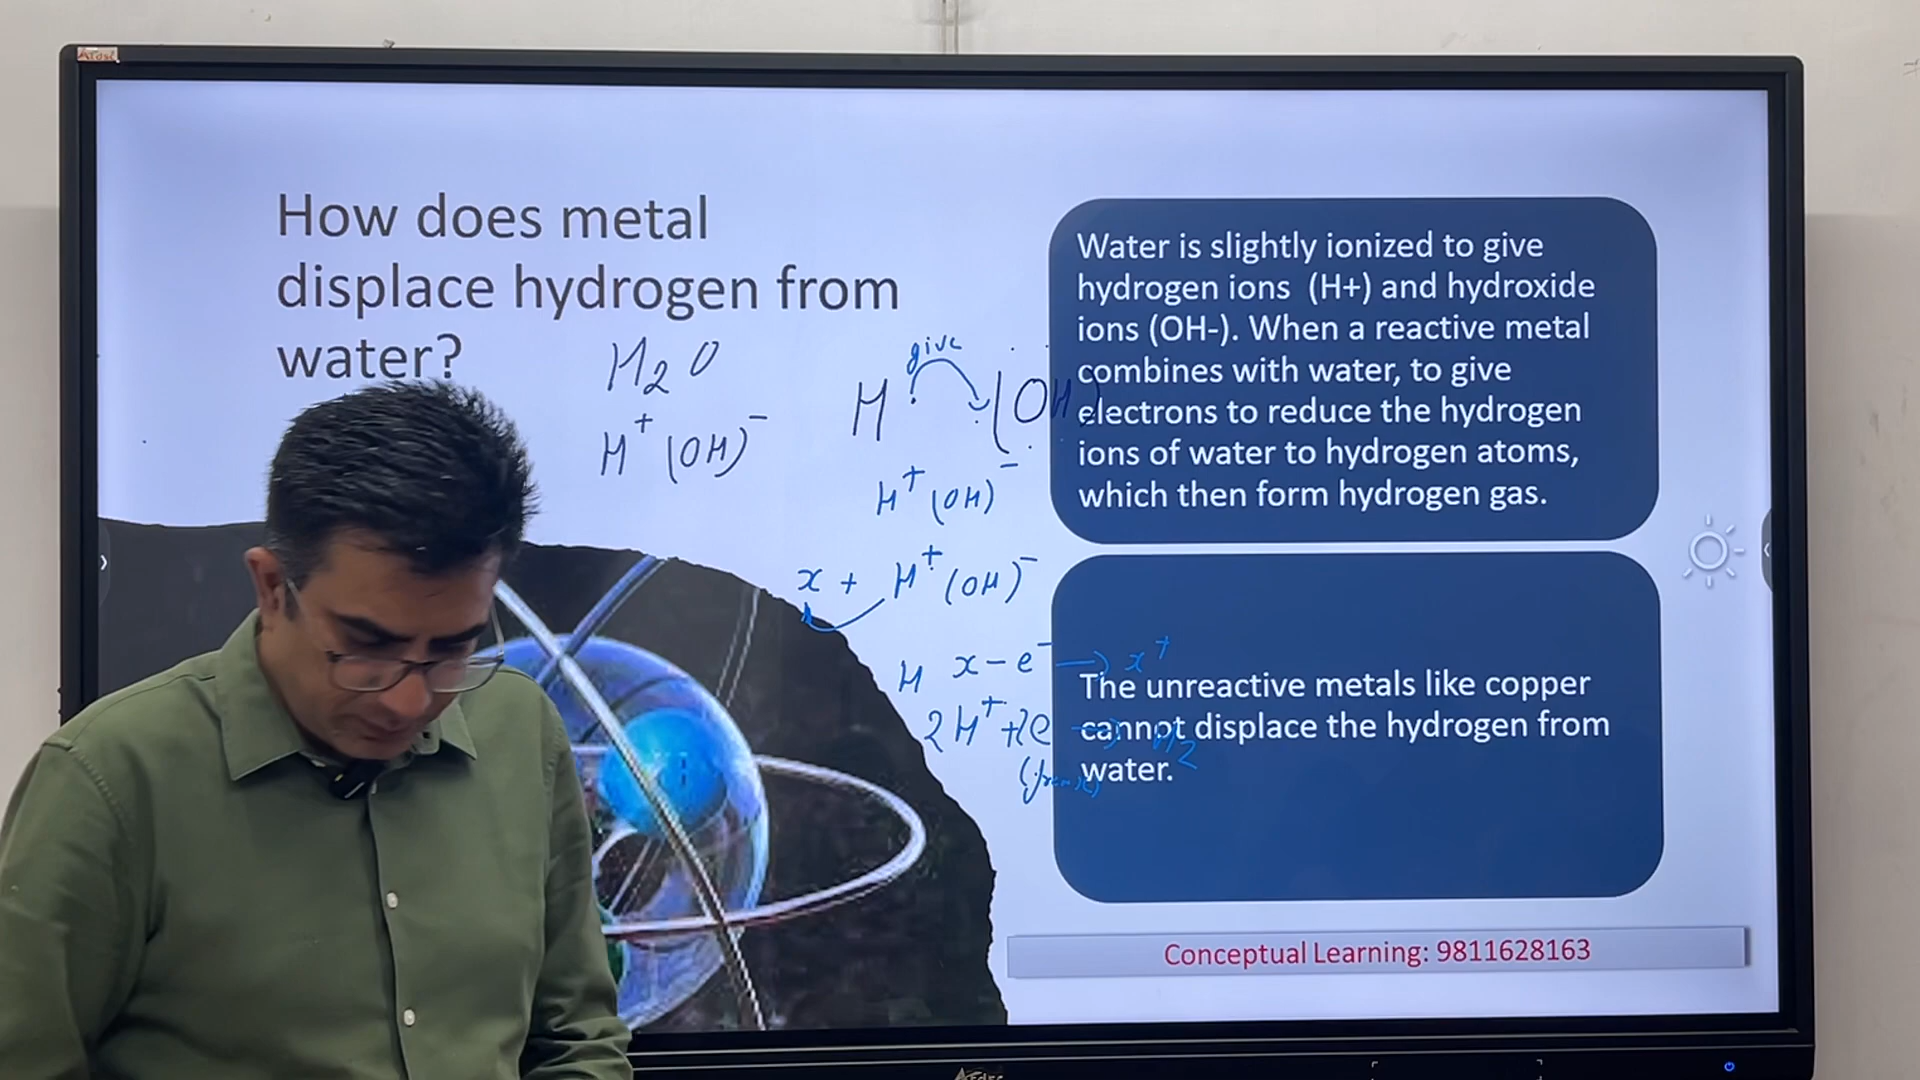 How does metal
displace hydrogen from
water?
H₂O
H⁺(OH)⁻
give
H (OH)
H⁺(OH)⁻
x + H⁺(OH)⁻
H x-e⁻ → x⁺
2H⁺+2e → H₂
Water is slightly ionized to give
hydrogen ions (H+) and hydroxide
ions (OH-). When a reactive metal
combines with water, to give
electrons to reduce the hydrogen
ions of water to hydrogen atoms,
which then form hydrogen gas.
The unreactive metals like copper
cannot displace the hydrogen from
water.
Conceptual Learning: 9811628163